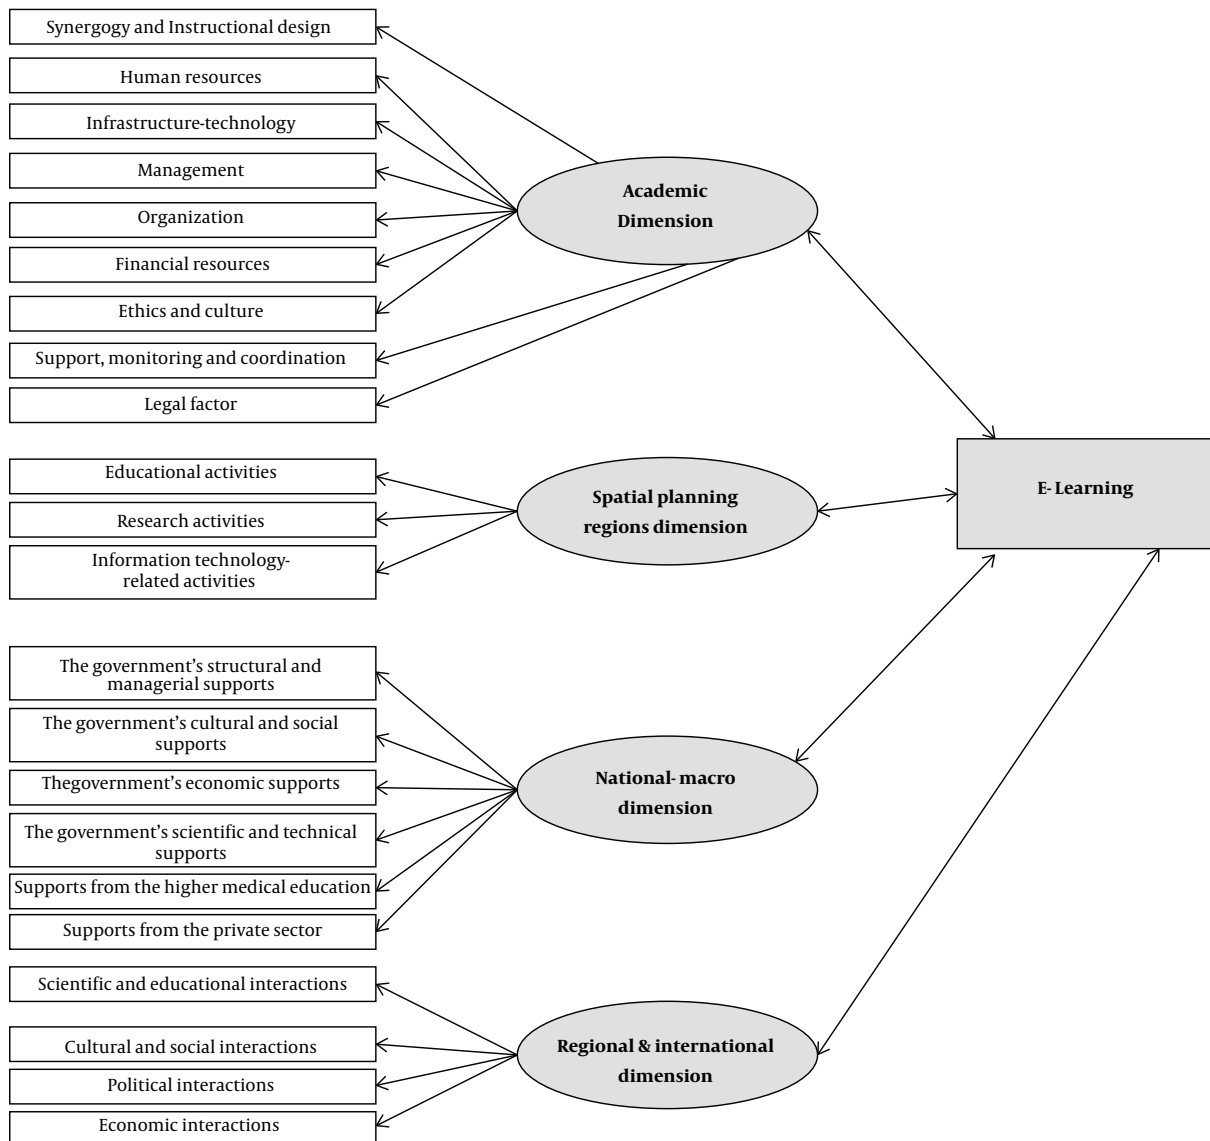 Synergogy and Instructional design
Human resources
Infrastructure-technology
Management
Organization
Financial resources
Ethics and culture
Support, monitoring and coordination
Legal factor
Academic
Dimension
Educational activities
Research activities
Information technology-
related activities
Spatial planning
regions dimension
E- Learning
The government's structural and
managerial supports
The government's cultural and social
supports
Thegovernment's economic supports
The government's scientific and technical
supports
Supports from the higher medical education
Supports from the private sector
National- macro
dimension
Scientific and educational interactions
Cultural and social interactions
Political interactions
Economic interactions
Regional & international
dimension